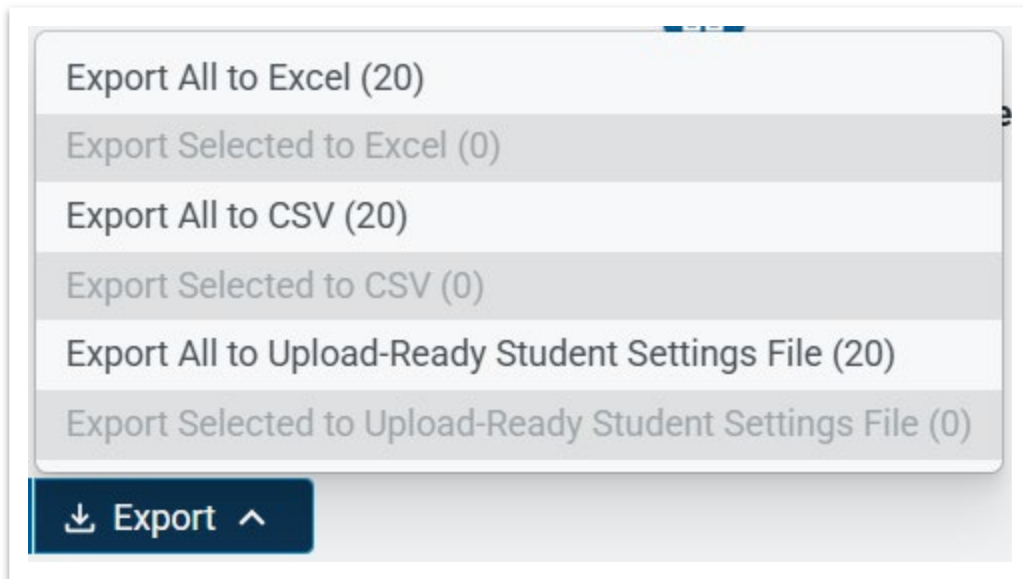 Export All to Excel (20)
Export Selected to Excel (0)
Export All to CSV (20)
Export Selected to CSV (0)
Export All to Upload-Ready Student Settings File (20)
Export Selected to Upload-Ready Student Settings File (0)
Export